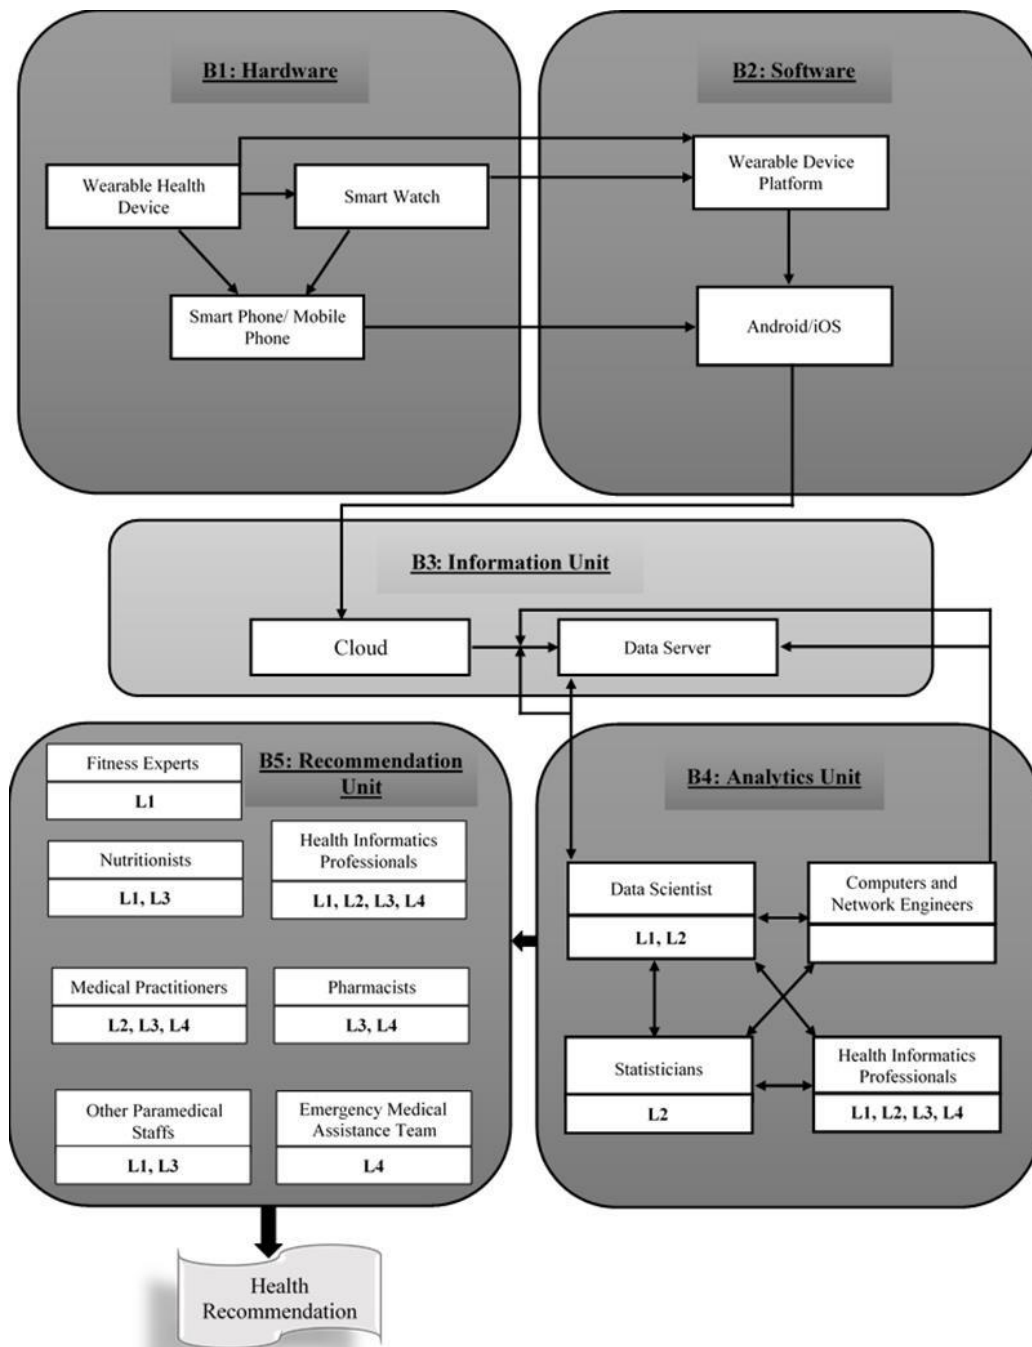 B1: Hardware
Wearable Health
Device
Smart Watch
Smart Phone/ Mobile
Phone
B2: Software
Wearable Device
Platform
Android/iOS
B3: Information Unit
Cloud
Data Server
B5: Recommendation
Unit
Fitness Experts
L1
Nutritionists
L1, L3
Health Informatics
Professionals
L1, L2, L3, L4
Medical Practitioners
L2, L3, L4
Pharmacists
L3, L4
Other Paramedical
Staffs
L1, L3
Emergency Medical
Assistance Team
L4
B4: Analytics Unit
Data Scientist
L1, L2
Computers and
Network Engineers
Statisticians
L2
Health Informatics
Professionals
L1, L2, L3, L4
Health
Recommendation